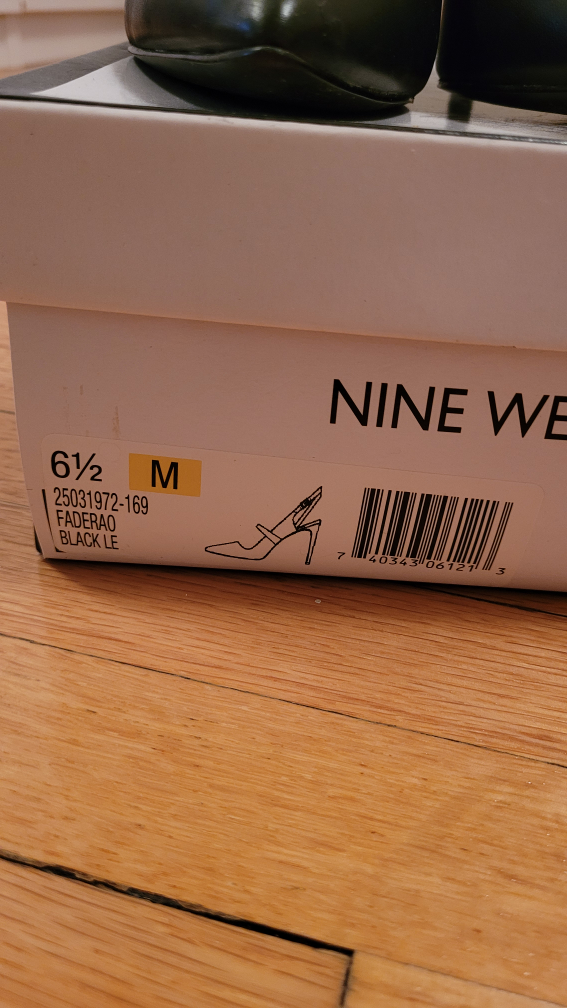 NINE WE
6½ M
25031972-169
FADERAO
BLACK LE
7 40343 06121 3